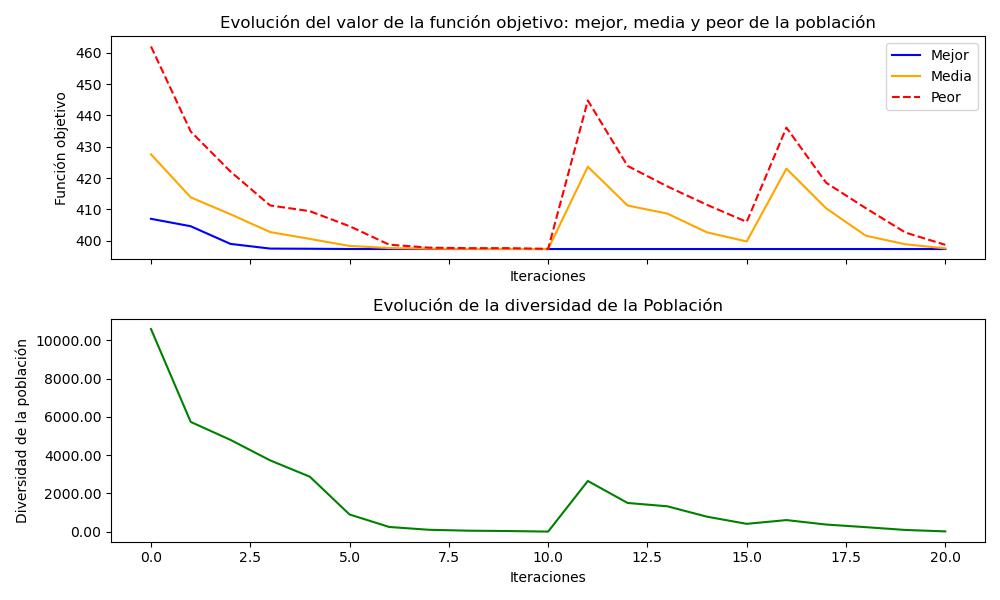 Evolución del valor de la función objetivo: mejor, media y peor de la población
Función objetivo
460
450
440
430
420
410
400
Mejor
Media
Peor
Iteraciones
Evolución de la diversidad de la Población
Diversidad de la población
10000.00
8000.00
6000.00
4000.00
2000.00
0.00
0.0 2.5 5.0 7.5 10.0 12.5 15.0 17.5 20.0
Iteraciones